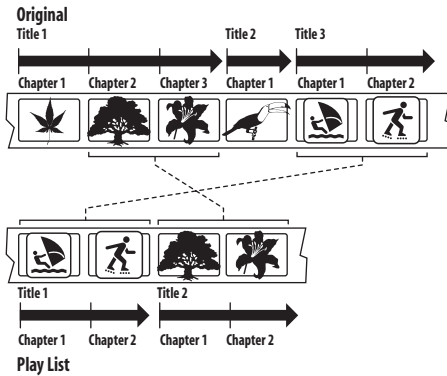 Original
Title 1 Title 2 Title 3
Chapter 1 Chapter 2 Chapter 3 Chapter 1 Chapter 1 Chapter 2
Title 1 Title 2
Chapter 1 Chapter 2 Chapter 1 Chapter 2
Play List